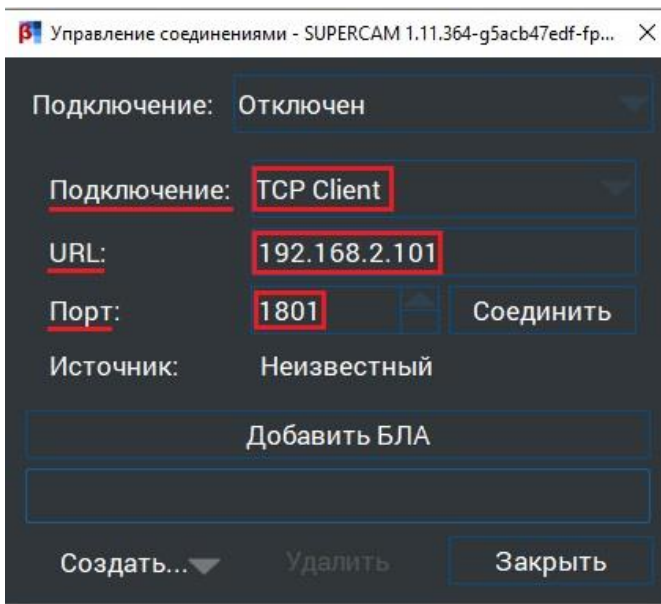 Управление соединениями - SUPERCAM 1.11.364-g5acb47edf-fp...
Подключение: Отключен
Подключение: TCP Client
URL: 192.168.2.101
Порт: 1801 Соединить
Источник: Неизвестный
Добавить БЛА
Создать... Удалить Закрыть